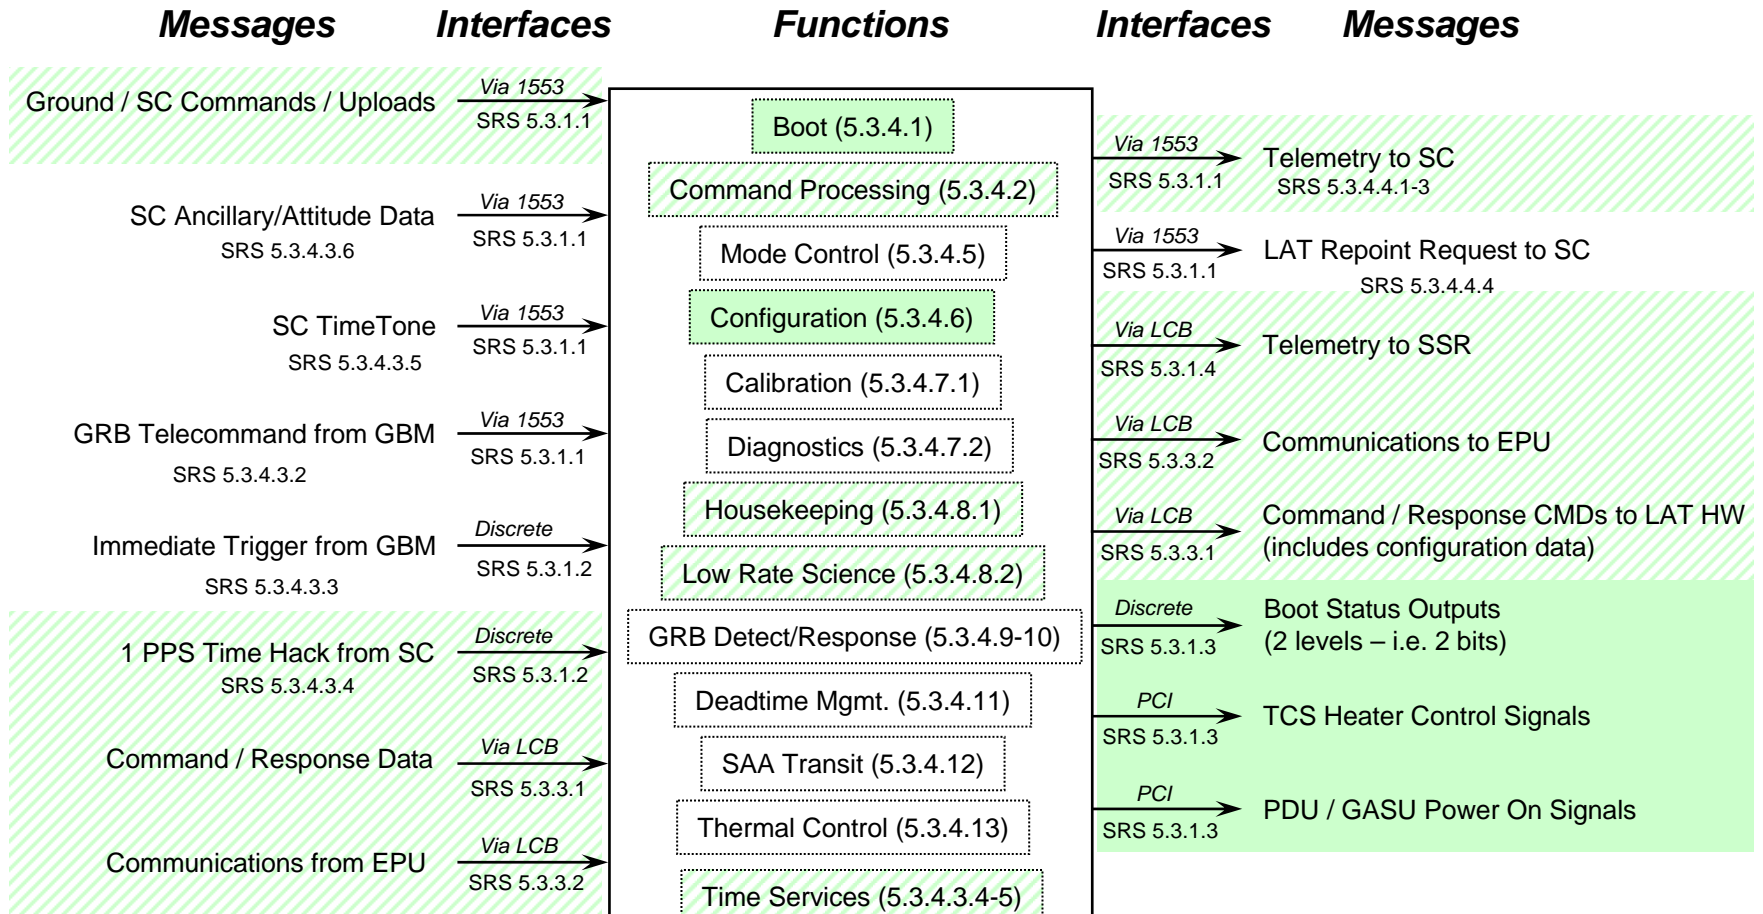 Messages
Interfaces
Functions
Interfaces
Messages
Ground / SC Commands / Uploads
Via 1553
SRS 5.3.1.1
SC Ancillary/Attitude Data
SRS 5.3.4.3.6
Via 1553
SRS 5.3.1.1
SC TimeTone
SRS 5.3.4.3.5
Via 1553
SRS 5.3.1.1
GRB Telecommand from GBM
SRS 5.3.4.3.2
Via 1553
SRS 5.3.1.1
Immediate Trigger from GBM
SRS 5.3.4.3.3
Discrete
SRS 5.3.1.2
1 PPS Time Hack from SC
SRS 5.3.4.3.4
Discrete
SRS 5.3.1.2
Command / Response Data
Via LCB
SRS 5.3.3.1
Communications from EPU
Via LCB
SRS 5.3.3.2
Boot (5.3.4.1)
Command Processing (5.3.4.2)
Mode Control (5.3.4.5)
Configuration (5.3.4.6)
Calibration (5.3.4.7.1)
Diagnostics (5.3.4.7.2)
Housekeeping (5.3.4.8.1)
Low Rate Science (5.3.4.8.2)
GRB Detect/Response (5.3.4.9-10)
Deadtime Mgmt. (5.3.4.11)
SAA Transit (5.3.4.12)
Thermal Control (5.3.4.13)
Time Services (5.3.4.3.4-5)
Via 1553
SRS 5.3.1.1
Telemetry to SC
SRS 5.3.4.4.1-3
Via 1553
SRS 5.3.1.1
LAT Repoint Request to SC
SRS 5.3.4.4.4
Via LCB
SRS 5.3.1.4
Telemetry to SSR
Via LCB
SRS 5.3.3.2
Communications to EPU
Via LCB
SRS 5.3.3.1
Command / Response CMDs to LAT HW
(includes configuration data)
Discrete
SRS 5.3.1.3
Boot Status Outputs
(2 levels – i.e. 2 bits)
PCI
SRS 5.3.1.3
TCS Heater Control Signals
PCI
SRS 5.3.1.3
PDU / GASU Power On Signals